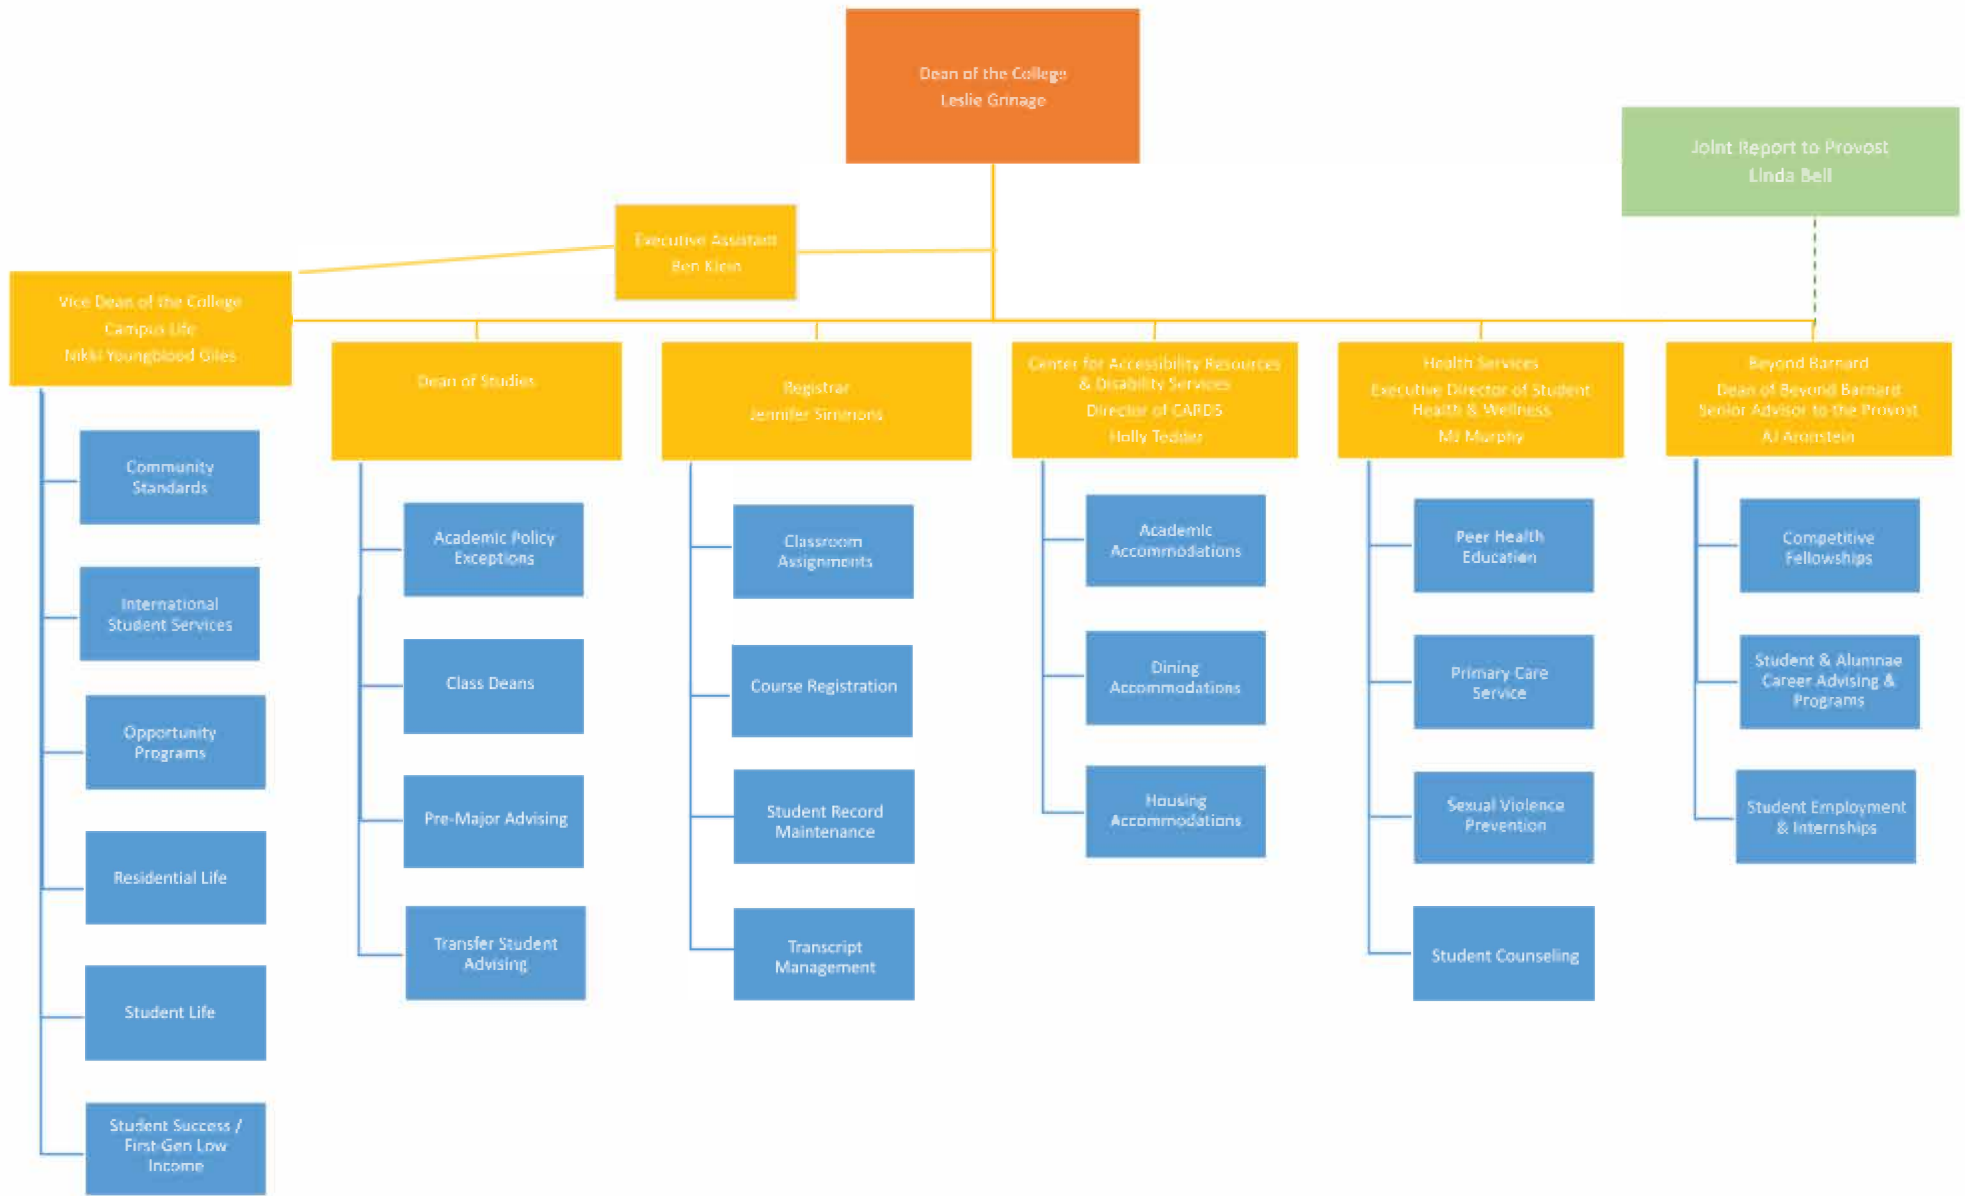 Dean of the College
Leslie Grinage
Joint Report to Provost
Linda Bell
Executive Assistant
Ben Klein
Vice Dean of the College
Campus Life
Nikki Youngblood Giles
Dean of Studies
Registrar
Jennifer Simmons
Center for Accessibility Resources
& Disability Services
Director of CARDS
Holly Tedder
Health Services
Executive Director of Student
Health & Wellness
MJ Murphy
Beyond Barnard
Dean of Beyond Barnard
Senior Advisor to the Provost
AJ Aronstein
Community
Standards
International
Student Services
Opportunity
Programs
Residential Life
Student Life
Student Success /
First-Gen Low
Income
Academic Policy
Exceptions
Class Deans
Pre-Major Advising
Transfer Student
Advising
Classroom
Assignments
Course Registration
Student Record
Maintenance
Transcript
Management
Academic
Accommodations
Dining
Accommodations
Housing
Accommodations
Peer Health
Education
Primary Care
Service
Sexual Violence
Prevention
Student Counseling
Competitive
Fellowships
Student & Alumnae
Career Advising &
Programs
Student Employment
& Internships